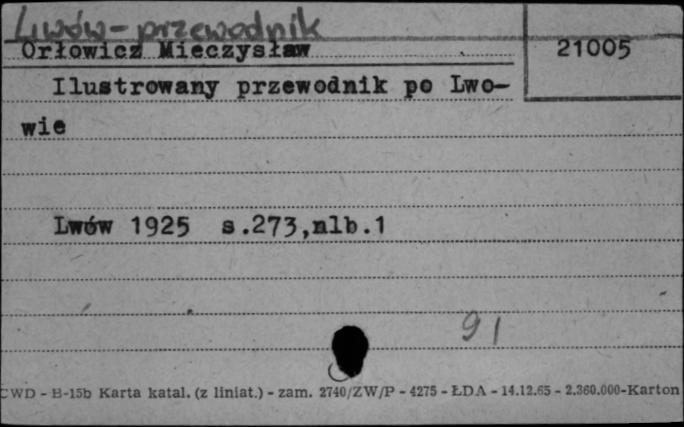 Lwów - przewodnik
Orłowicz Mieczysław 21005
Ilustrowany przewodnik po Lwo-
wie
Lwów 1925 s.273,nlb.1
91
CWD - B-15b Karta katal. (z liniat.) - zam. 2740/ZW/P - 4275 - ŁDA - 14.12.65 - 2.360.000-Karton